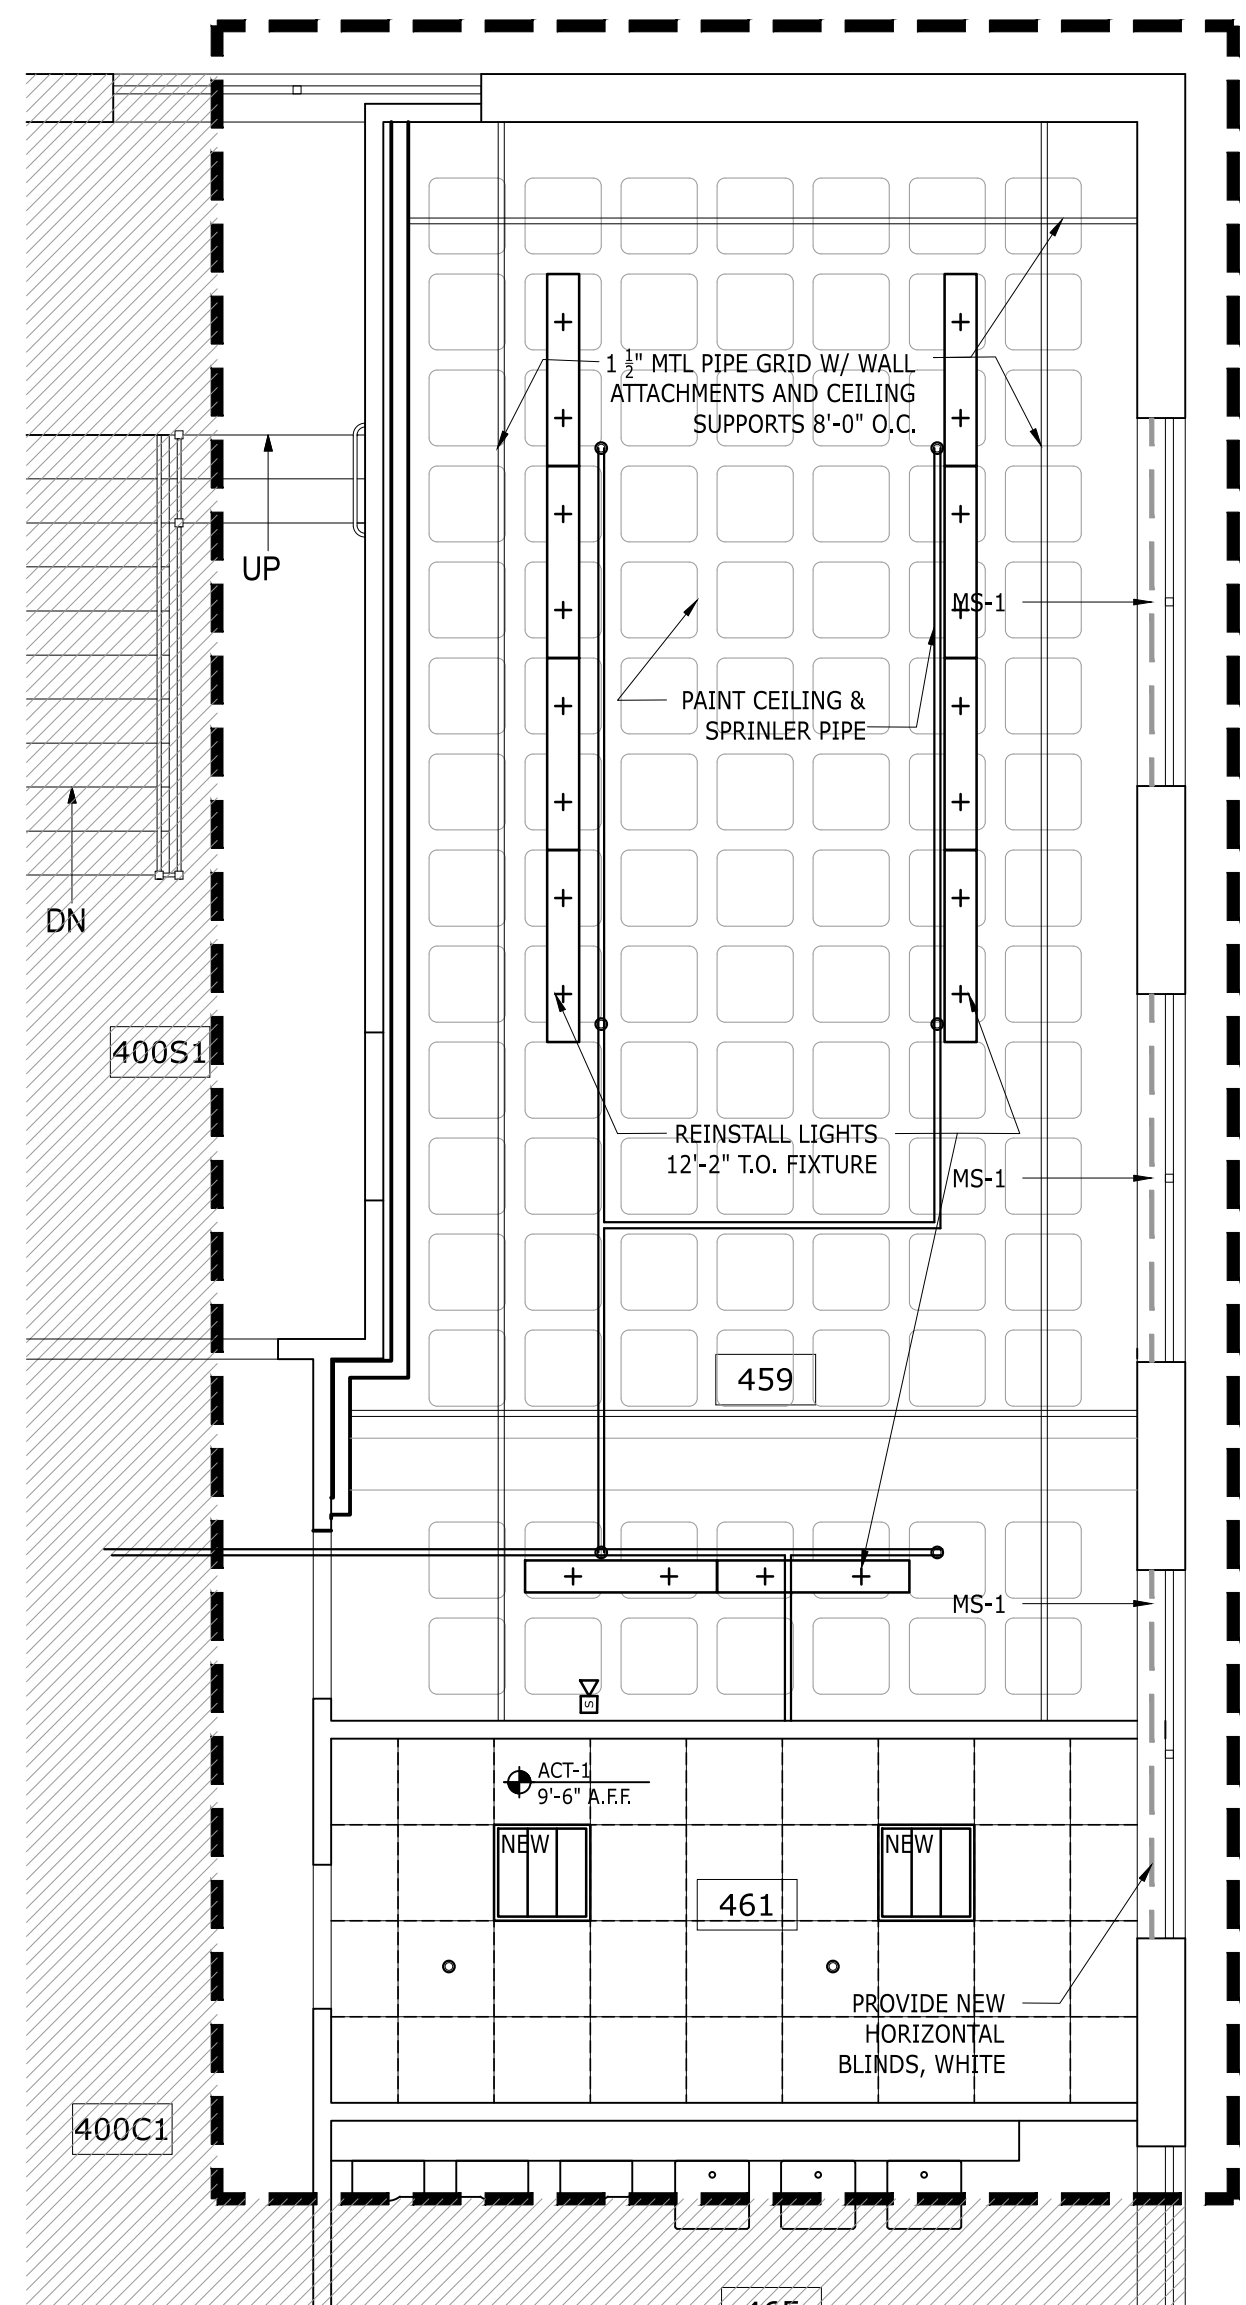 1 1/2" MTL PIPE GRID W/ WALL
ATTACHMENTS AND CEILING
SUPPORTS 8'-0" O.C.
UP
MS-1
PAINT CEILING &
SPRINLER PIPE
DN
400S1
REINSTALL LIGHTS
12'-2" T.O. FIXTURE
MS-1
459
MS-1
S
ACT-1
9'-6" A.F.F.
NEW
NEW
461
PROVIDE NEW
HORIZONTAL
BLINDS, WHITE
400C1